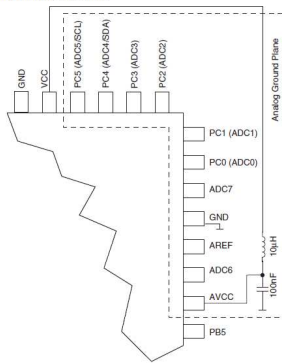 GND
VCC
PC5 (ADC5/SCL)
PC4 (ADC4/SDA)
PC3 (ADC3)
PC2 (ADC2)
Analog Ground Plane
PC1 (ADC1)
PC0 (ADC0)
ADC7
GND
AREF
10µH
ADC6
AVCC
100nF
PB5